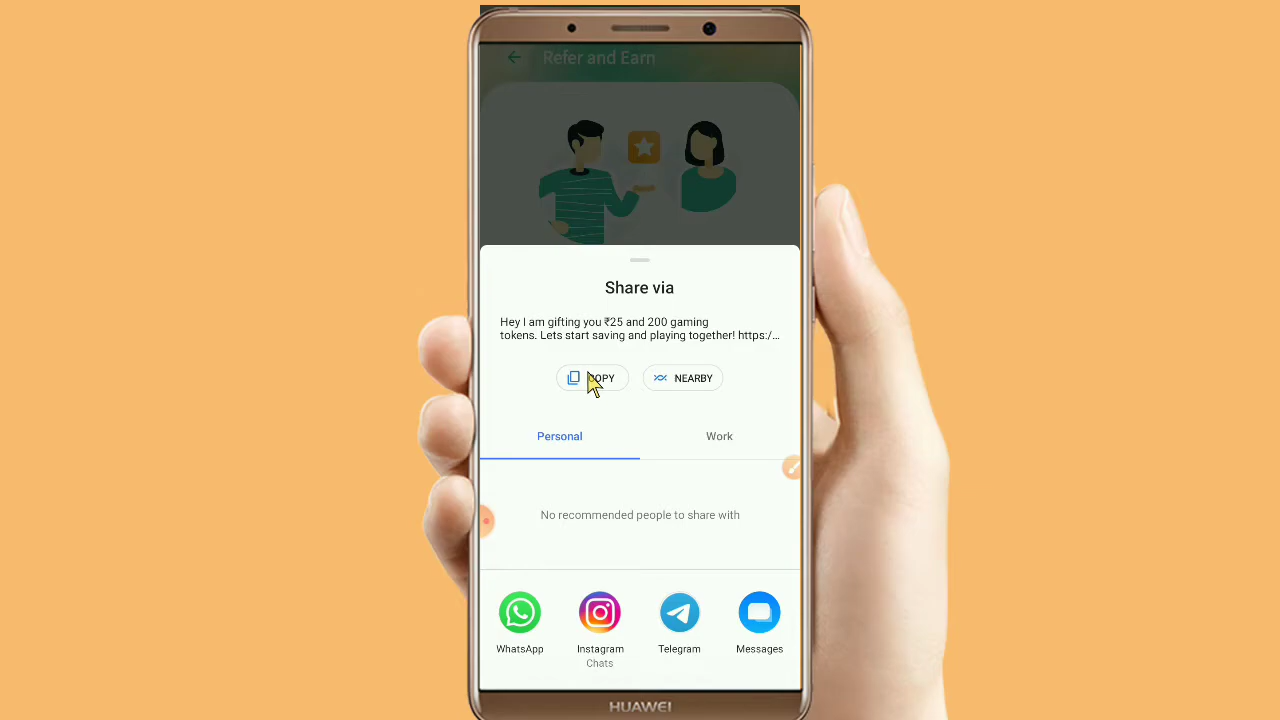 Refer and Earn
Share via
Hey I am gifting you ₹25 and 200 gaming
tokens. Lets start saving and playing together! https:/...
COPY
NEARBY
Personal
Work
No recommended people to share with
WhatsApp
Instagram
Telegram
Messages
Chats
HUAWEI